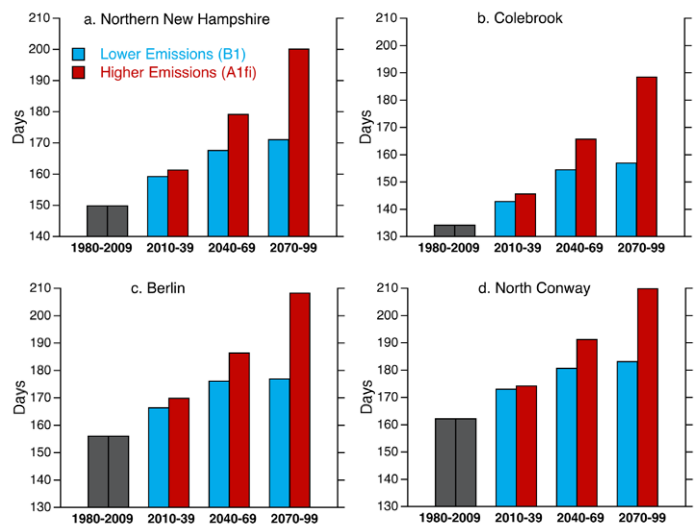 a. Northern New Hampshire
Lower Emissions (B1)
Higher Emissions (A1fi)
Days
210
200
190
180
170
160
150
140
1980-2009 2010-39 2040-69 2070-99
b. Colebrook
210
200
190
180
170
160
150
140
130
1980-2009 2010-39 2040-69 2070-99
c. Berlin
Days
210
200
190
180
170
160
150
140
130
1980-2009 2010-39 2040-69 2070-99
d. North Conway
Days
210
200
190
180
170
160
150
140
130
1980-2009 2010-39 2040-69 2070-99